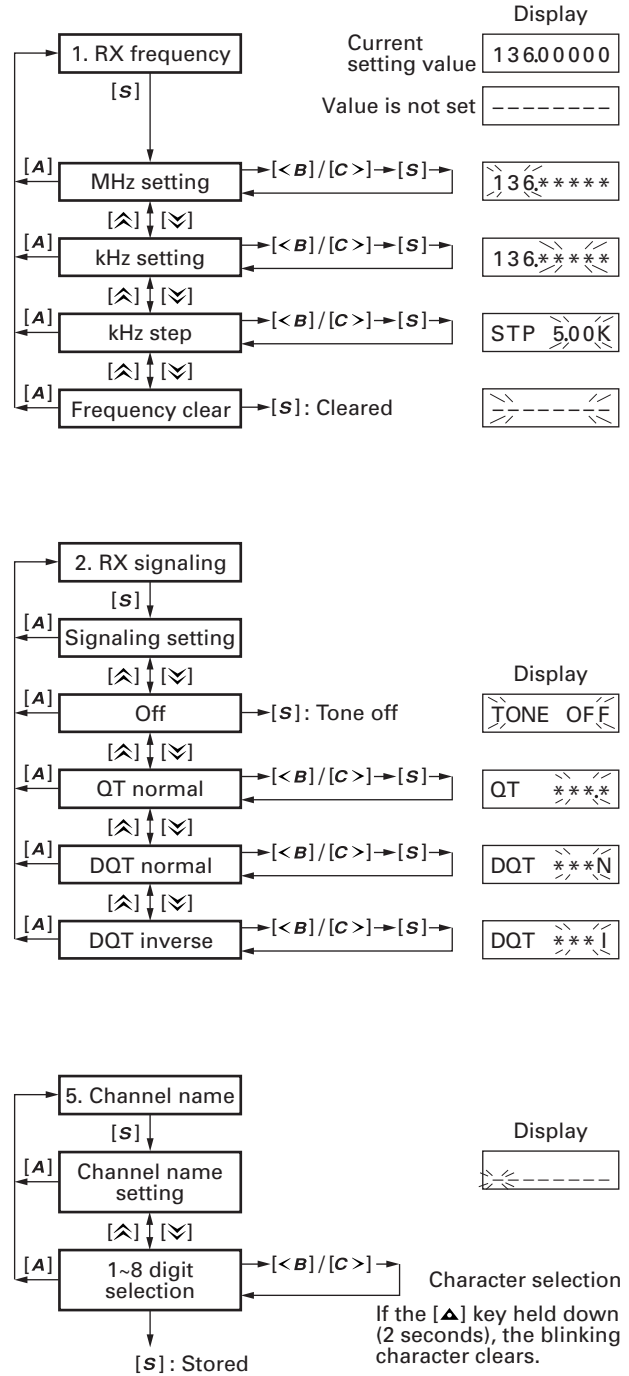 Display
1. RX frequency
Current
setting value
136.00000
[S]
Value is not set
--------
[A]
MHz setting
[<B]/[C>]
[S]
136.*****
[︽] [︾]
[A]
kHz setting
[<B]/[C>]
[S]
136.*****
[︽] [︾]
[A]
kHz step
[<B]/[C>]
[S]
STP 5.00K
[︽] [︾]
[A]
Frequency clear
[S]: Cleared
--------
2. RX signaling
[S]
[A]
Signaling setting
[︽] [︾]
Display
[A]
Off
[S]: Tone off
TONE OFF
[︽] [︾]
[A]
QT normal
[<B]/[C>]
[S]
QT ***.*
[︽] [︾]
[A]
DQT normal
[<B]/[C>]
[S]
DQT ***N
[︽] [︾]
[A]
DQT inverse
[<B]/[C>]
[S]
DQT ***I
5. Channel name
[S]
Display
[A]
Channel name
setting
--------
[︽] [︾]
[A]
1~8 digit
selection
[<B]/[C>]
Character selection
If the [▲] key held down
(2 seconds), the blinking
character clears.
[S]: Stored